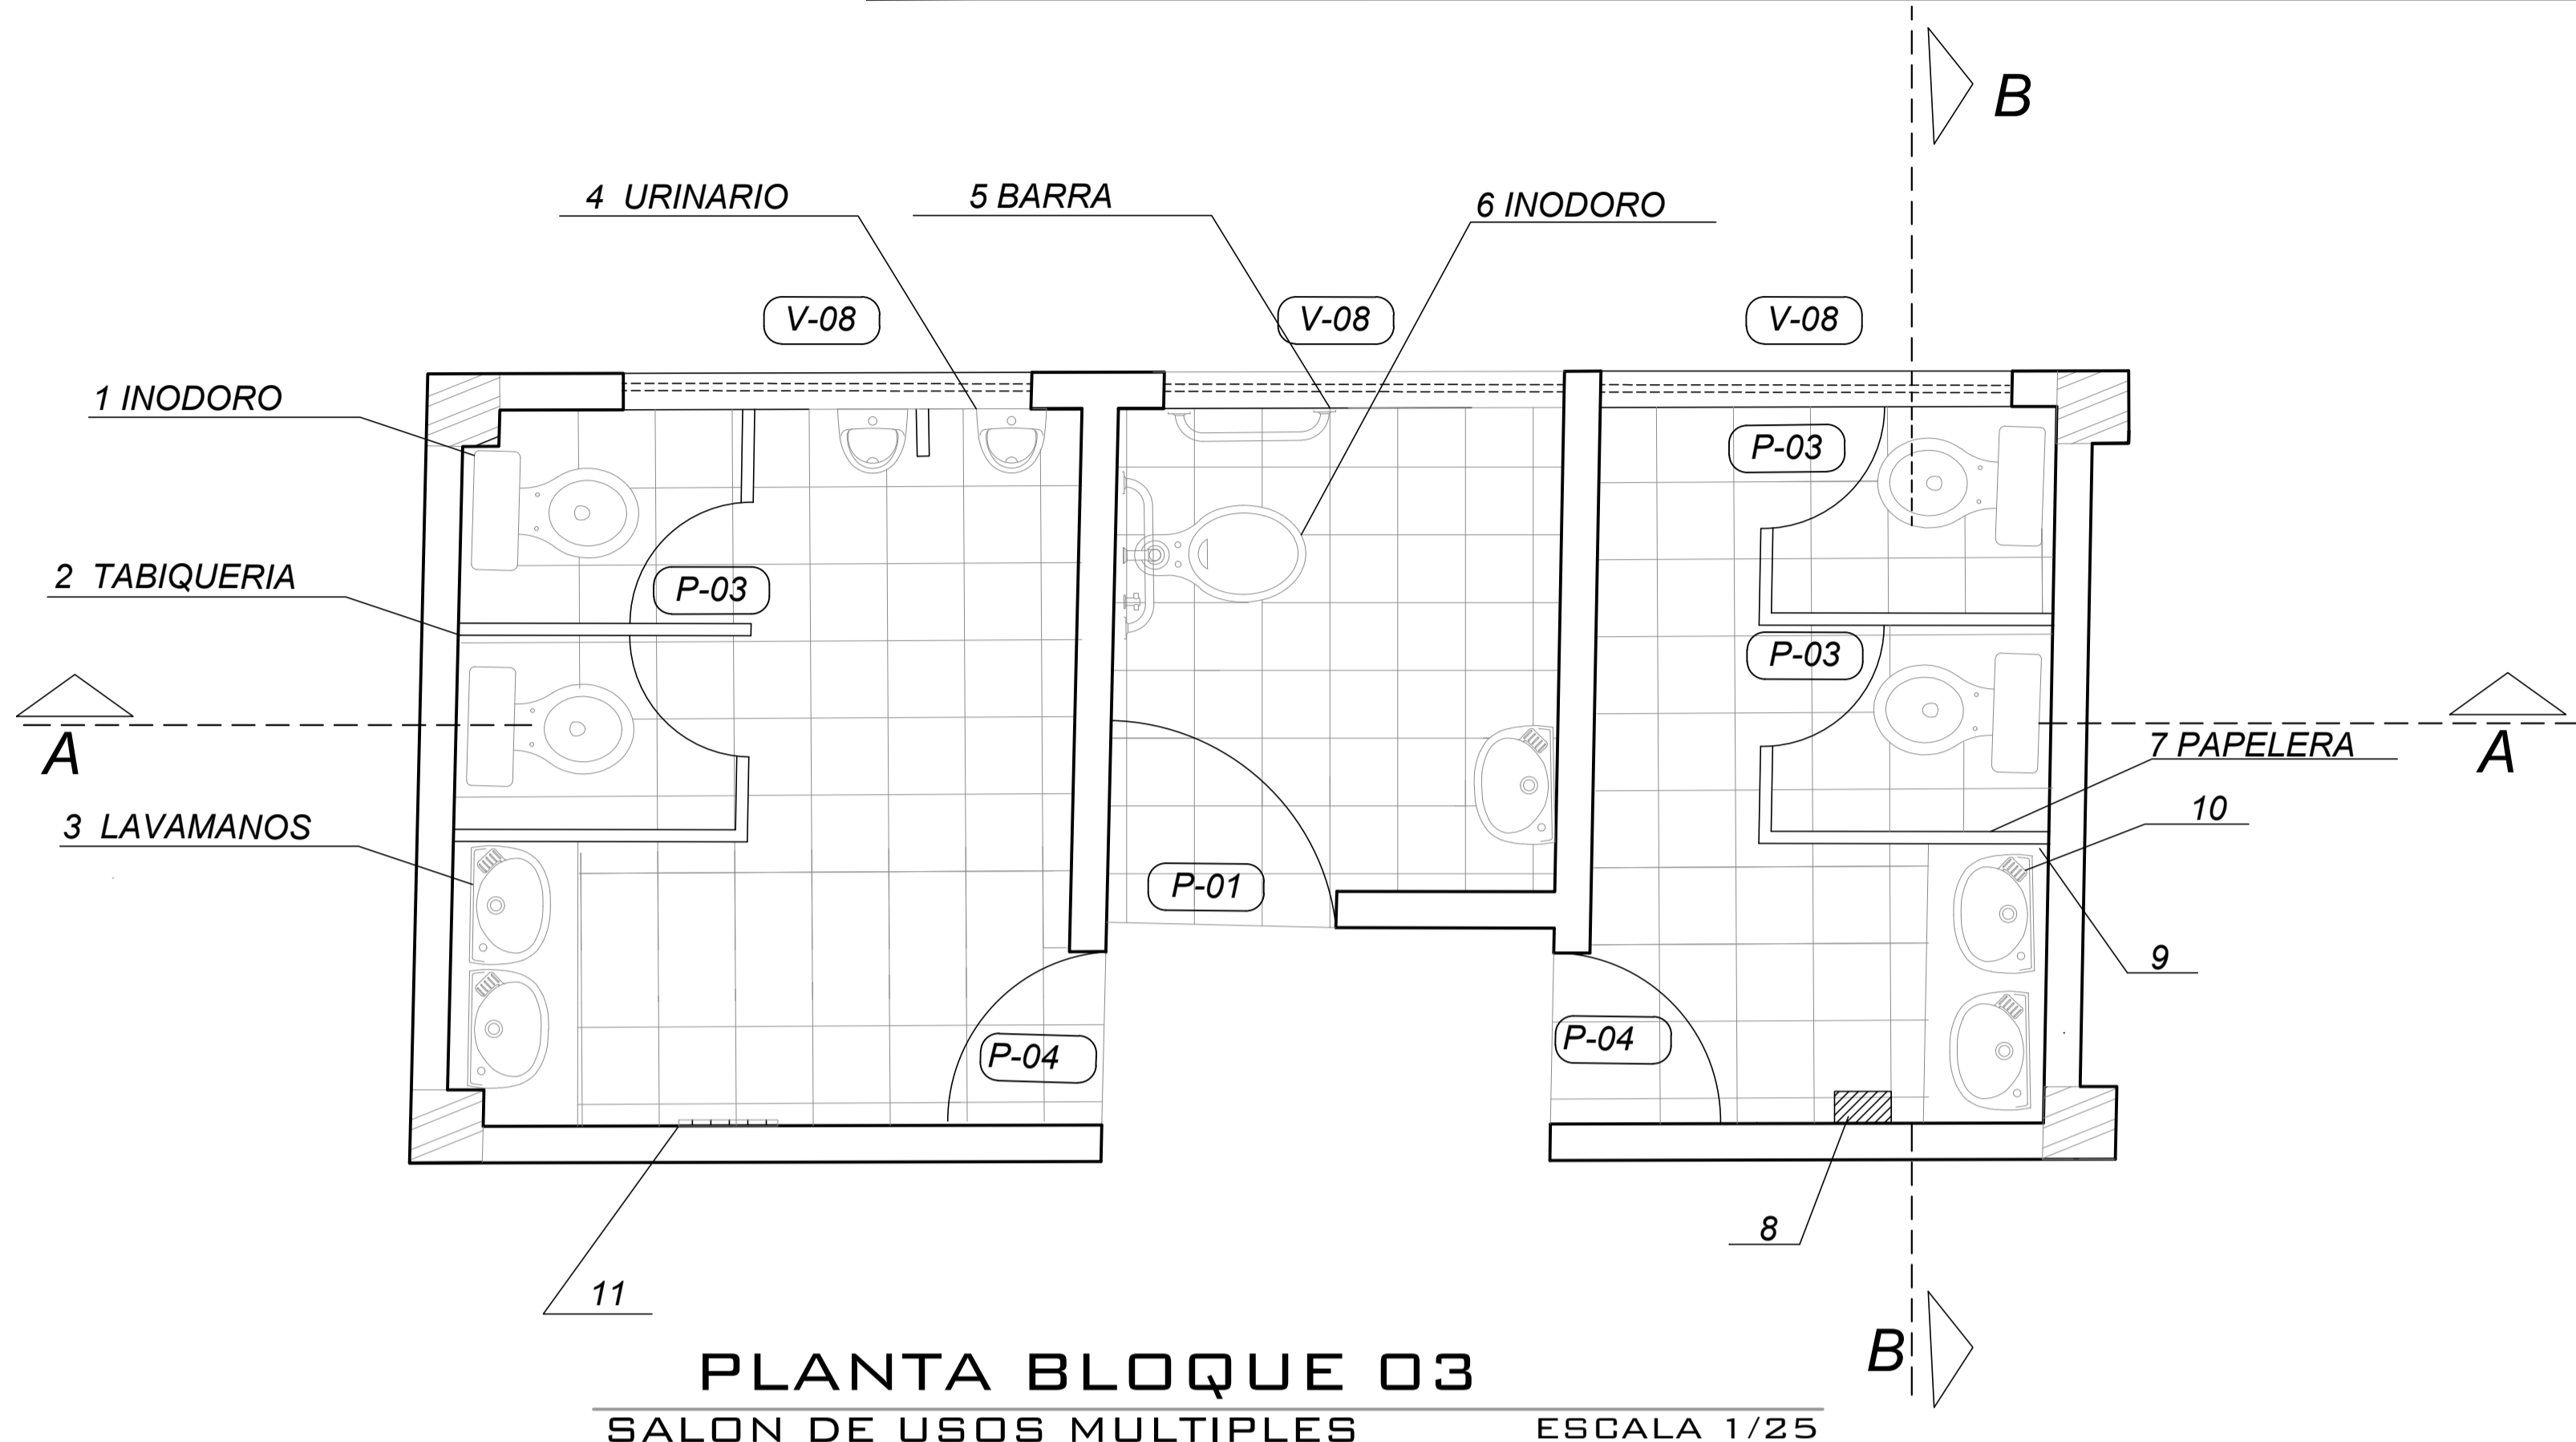 B
4 URINARIO
5 BARRA
6 INODORO
V-08
V-08
V-08
1 INODORO
P-03
2 TABIQUERIA
P-03
P-03
A
A
7 PAPELERA
10
3 LAVAMANOS
P-01
9
P-04
P-04
8
11
B
PLANTA BLOQUE 03
SALON DE USOS MULTIPLES
ESCALA 1/25